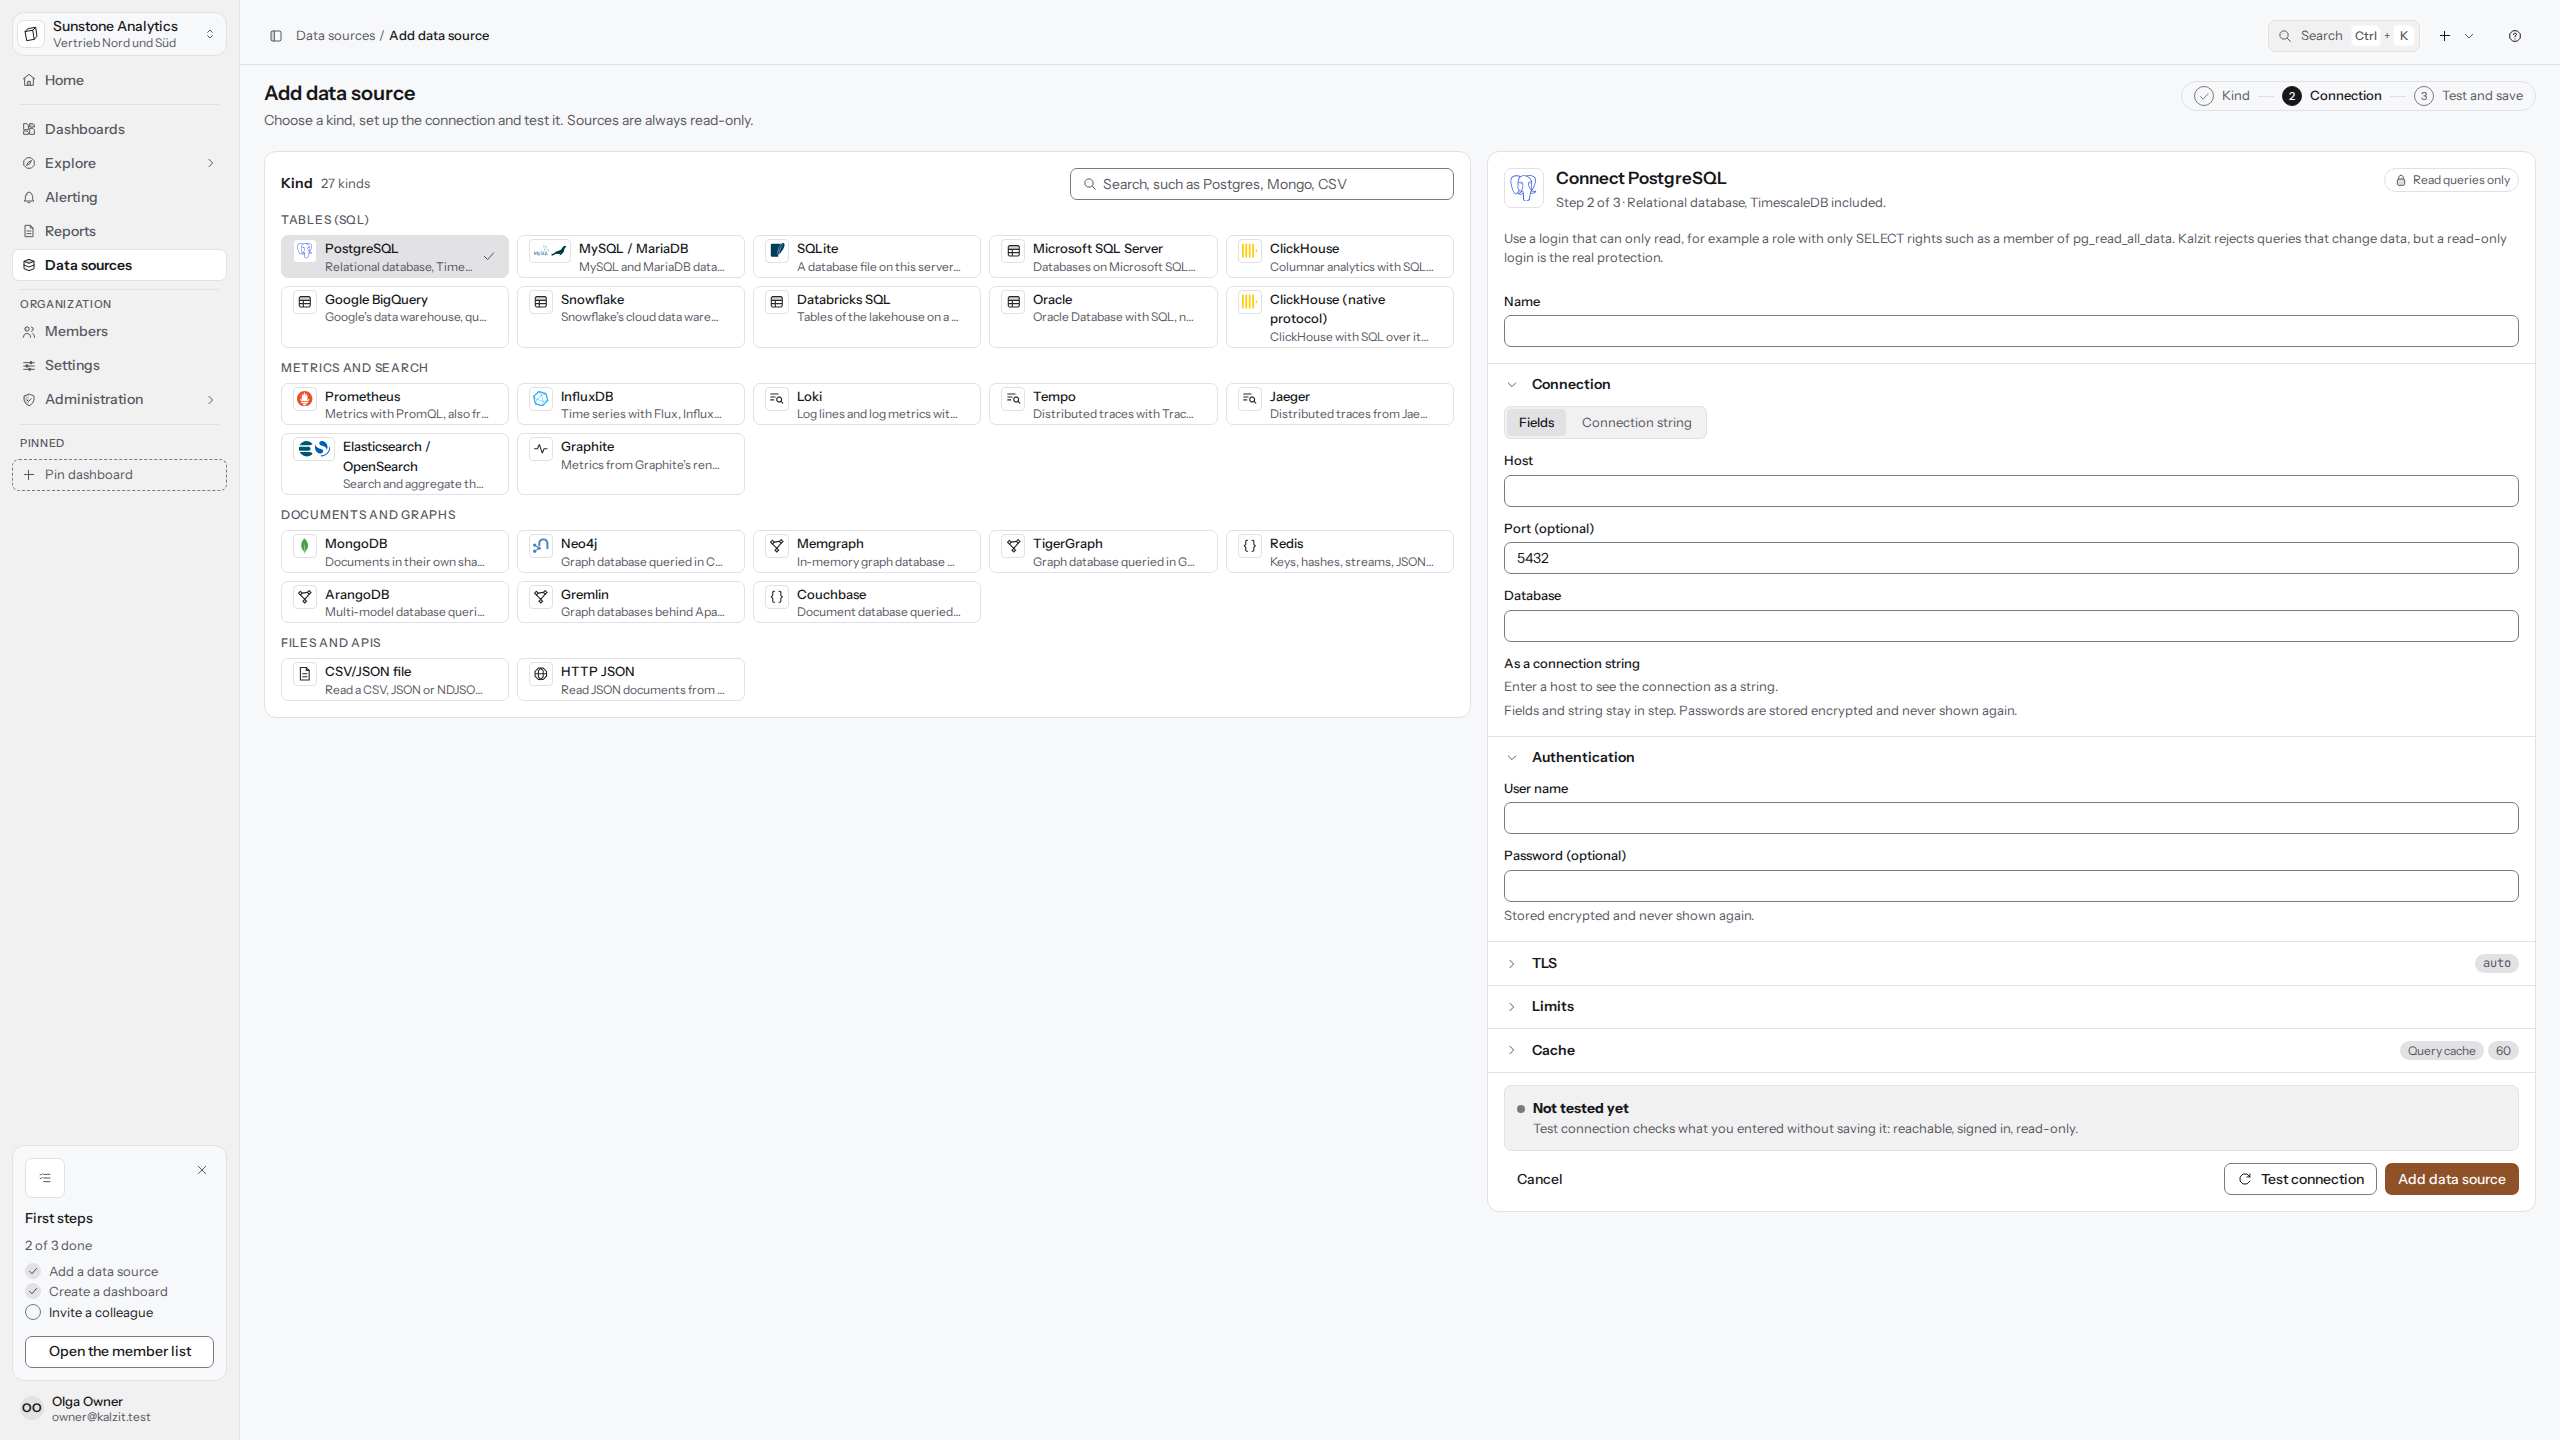 Sunstone Analytics
Vertrieb Nord und Süd
Home
Dashboards
Explore
Alerting
Reports
Data sources
ORGANIZATION
Members
Settings
Administration
PINNED
Pin dashboard
First steps
2 of 3 done
Add a data source
Create a dashboard
Invite a colleague
Open the member list
OO
Olga Owner
owner@kalzit.test
Data sources / Add data source
Search Ctrl + K
Add data source
Choose a kind, set up the connection and test it. Sources are always read-only.
Kind
2 Connection
3 Test and save
Kind 27 kinds
Search, such as Postgres, Mongo, CSV
TABLES (SQL)
PostgreSQL
Relational database, Time...
MySQL / MariaDB
MySQL and MariaDB data...
SQLite
A database file on this server...
Microsoft SQL Server
Databases on Microsoft SQL...
ClickHouse
Columnar analytics with SQL...
Google BigQuery
Google's data warehouse, qu...
Snowflake
Snowflake's cloud data ware...
Databricks SQL
Tables of the lakehouse on a ...
Oracle
Oracle Database with SQL, n...
ClickHouse (native
protocol)
ClickHouse with SQL over it...
METRICS AND SEARCH
Prometheus
Metrics with PromQL, also fr...
InfluxDB
Time series with Flux, Influx...
Loki
Log lines and log metrics wit...
Tempo
Distributed traces with Trac...
Jaeger
Distributed traces from Jae...
Elasticsearch /
OpenSearch
Search and aggregate th...
Graphite
Metrics from Graphite's ren...
DOCUMENTS AND GRAPHS
MongoDB
Documents in their own sha...
Neo4j
Graph database queried in C...
Memgraph
In-memory graph database ...
TigerGraph
Graph database queried in G...
Redis
Keys, hashes, streams, JSON...
ArangoDB
Multi-model database queri...
Gremlin
Graph databases behind Apa...
Couchbase
Document database queried...
FILES AND APIS
CSV/JSON file
Read a CSV, JSON or NDJSO...
HTTP JSON
Read JSON documents from ...
Connect PostgreSQL
Step 2 of 3 · Relational database, TimescaleDB included.
Read queries only
Use a login that can only read, for example a role with only SELECT rights such as a member of pg_read_all_data. Kalzit rejects queries that change data, but a read-only
login is the real protection.
Name
Connection
Fields
Connection string
Host
Port (optional)
5432
Database
As a connection string
Enter a host to see the connection as a string.
Fields and string stay in step. Passwords are stored encrypted and never shown again.
Authentication
User name
Password (optional)
Stored encrypted and never shown again.
TLS
auto
Limits
Cache
Query cache
60
Not tested yet
Test connection checks what you entered without saving it: reachable, signed in, read-only.
Cancel
Test connection
Add data source